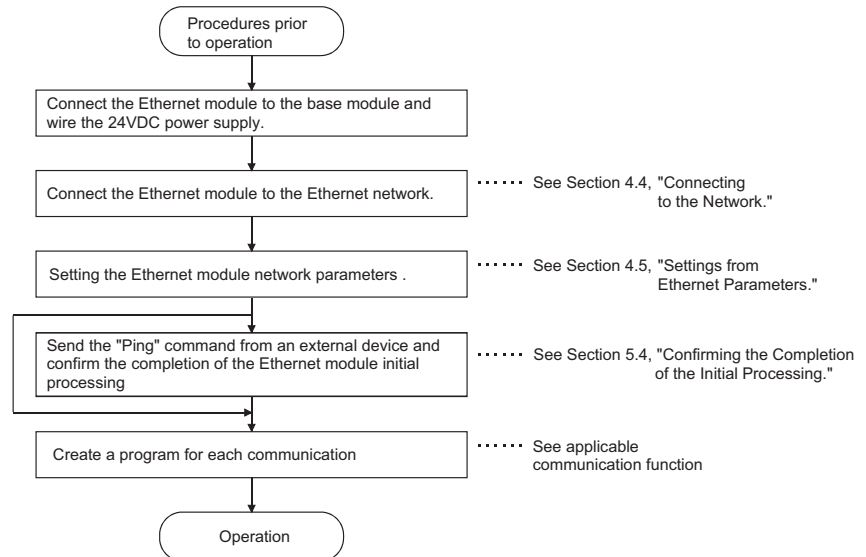 Procedures prior
to operation
Connect the Ethernet module to the base module and
wire the 24VDC power supply.
Connect the Ethernet module to the Ethernet network.
······ See Section 4.4, "Connecting
to the Network."
Setting the Ethernet module network parameters .
······ See Section 4.5, "Settings from
Ethernet Parameters."
Send the "Ping" command from an external device and
confirm the completion of the Ethernet module initial
processing
······ See Section 5.4, "Confirming the Completion
of the Initial Processing."
Create a program for each communication
······ See applicable
communication function
Operation